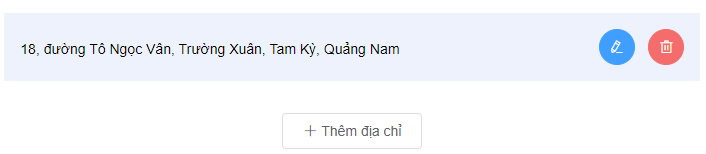 18, đường Tô Ngọc Vân, Trường Xuân, Tam Kỳ, Quảng Nam
Thêm địa chỉ